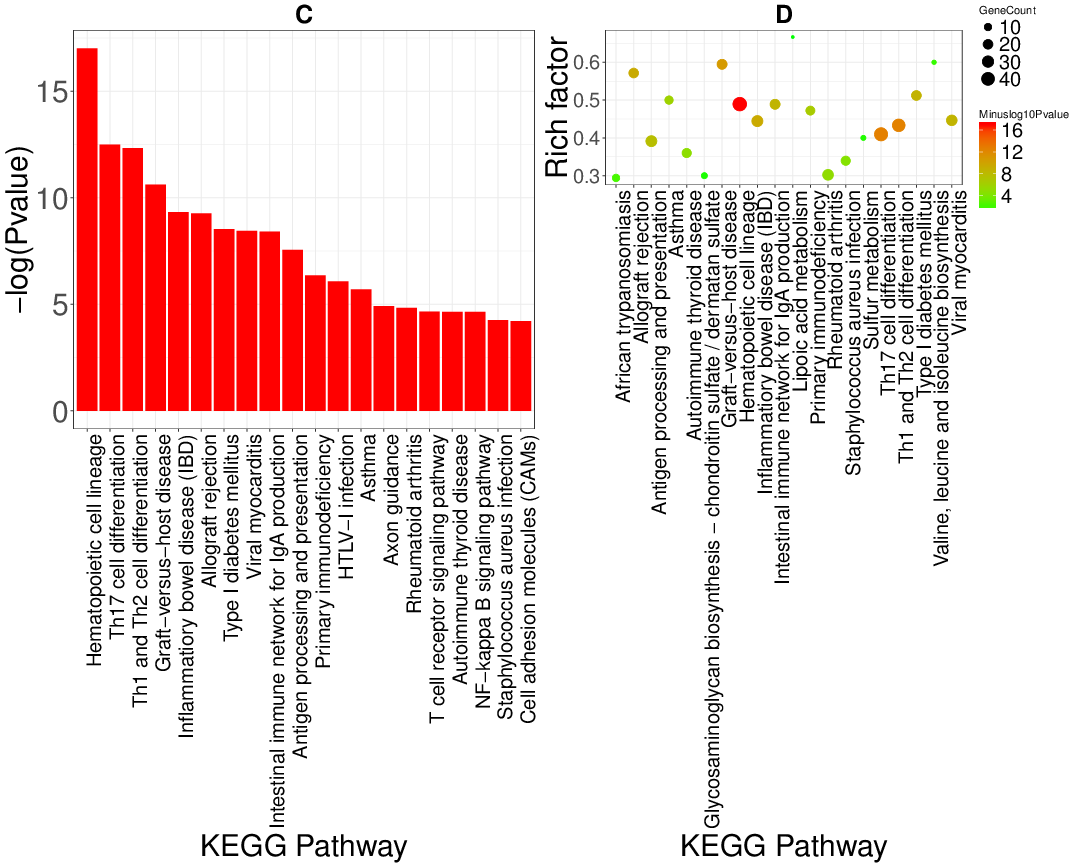 C
−log(Pvalue)
15
10
5
0
Hematopoietic cell lineage
Th17 cell differentiation
Th1 and Th2 cell differentiation
Graft−versus−host disease
Inflammatiory bowel disease (IBD)
Allograft rejection
Type I diabetes mellitus
Viral myocarditis
Intestinal immune network for IgA production
Antigen processing and presentation
Primary immunodeficiency
HTLV−I infection
Asthma
Axon guidance
Rheumatoid arthritis
T cell receptor signaling pathway
Autoimmune thyroid disease
NF−kappa B signaling pathway
Staphylococcus aureus infection
Cell adhesion molecules (CAMs)
KEGG Pathway
D
Rich factor
0.6
0.5
0.4
0.3
African trypanosomiasis
Allograft rejection
Antigen processing and presentation
Asthma
Autoimmune thyroid disease
Glycosaminoglycan biosynthesis − chondroitin sulfate / dermatan sulfate
Graft−versus−host disease
Hematopoietic cell lineage
Inflammatiory bowel disease (IBD)
Intestinal immune network for IgA production
Lipoic acid metabolism
Primary immunodeficiency
Rheumatoid arthritis
Staphylococcus aureus infection
Sulfur metabolism
Th17 cell differentiation
Th1 and Th2 cell differentiation
Type I diabetes mellitus
Valine, leucine and isoleucine biosynthesis
Viral myocarditis
KEGG Pathway
GeneCount
10
20
30
40
Minuslog10Pvalue
16
12
8
4